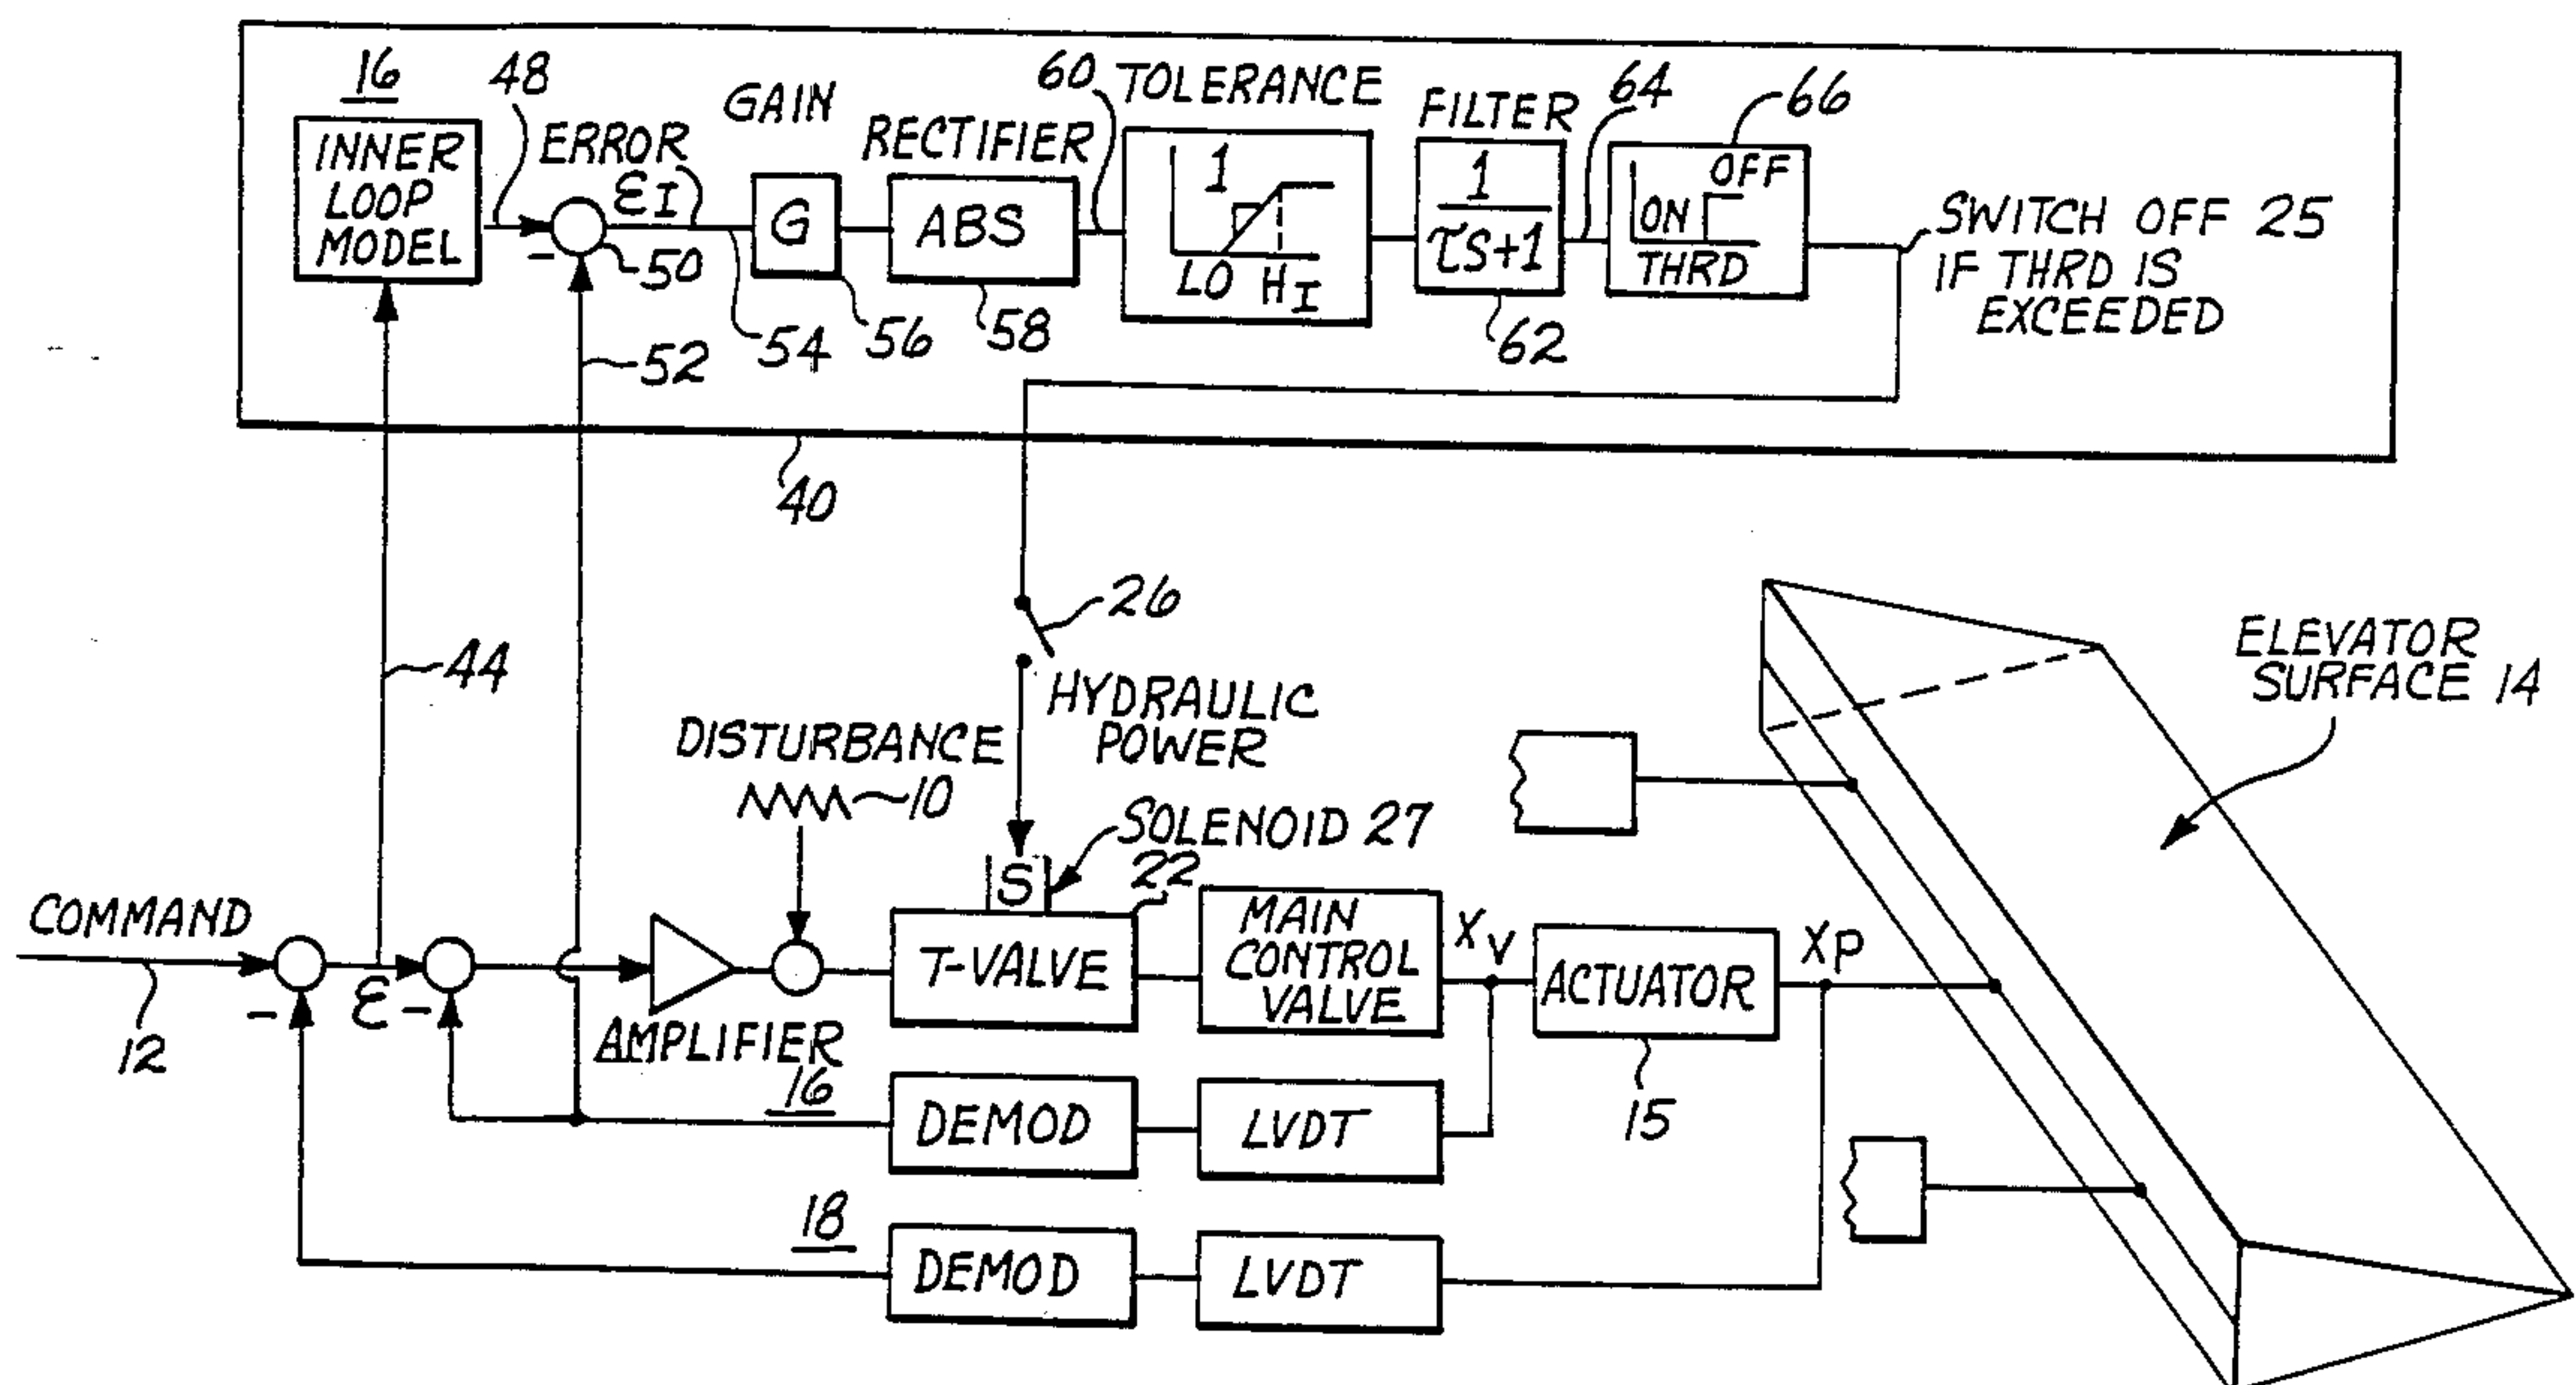 16
48
GAIN
60 TOLERANCE
FILTER
64
66
INNER
LOOP
MODEL
ERROR
εI
-
50
G
RECTIFIER
ABS
1
LO HI
1
τS+1
OFF
ON
THRD
SWITCH OFF 25
IF THRD IS
EXCEEDED
52
54
56
58
62
40
44
26
HYDRAULIC
POWER
DISTURBANCE
10
SOLENOID 27
S
22
ELEVATOR
SURFACE 14
COMMAND
12
-
ε
-
AMPLIFIER
T-VALVE
MAIN
CONTROL
VALVE
XV
ACTUATOR
XP
15
16
DEMOD
LVDT
18
DEMOD
LVDT